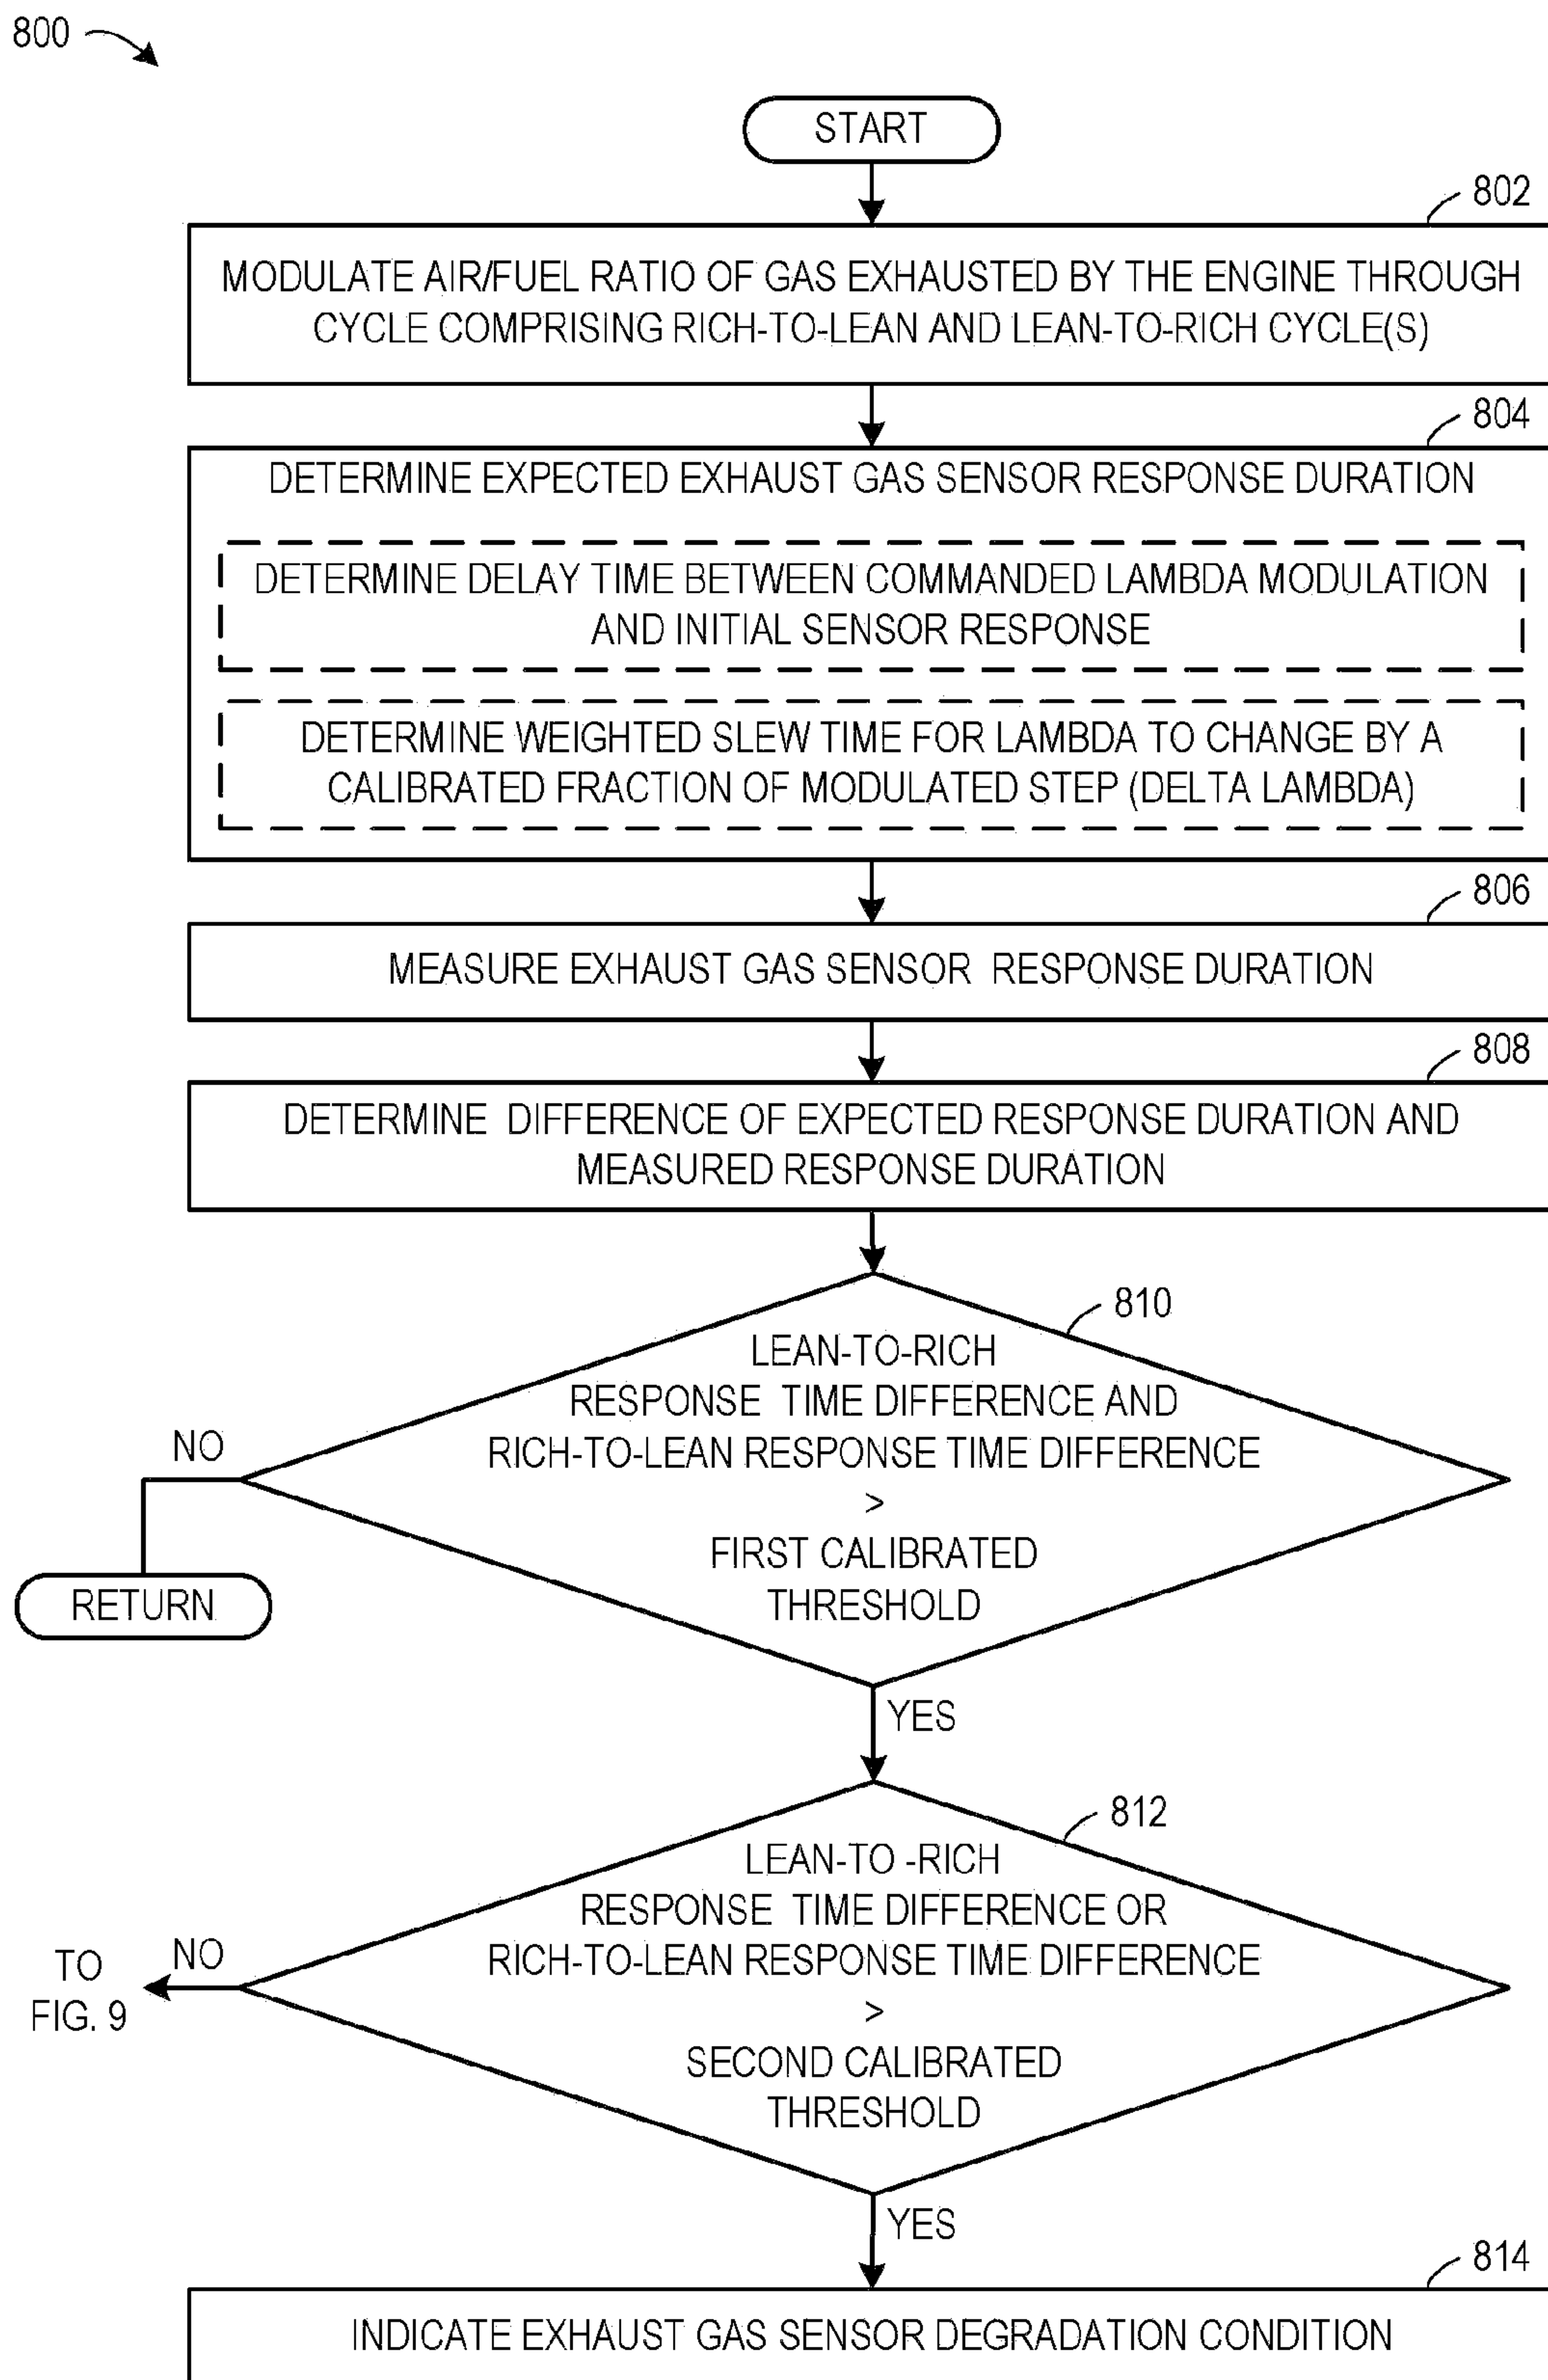 800
START
802
MODULATE AIR/FUEL RATIO OF GAS EXHAUSTED BY THE ENGINE THROUGH
CYCLE COMPRISING RICH-TO-LEAN AND LEAN-TO-RICH CYCLE(S)
804
DETERMINE EXPECTED EXHAUST GAS SENSOR RESPONSE DURATION
DETERMINE DELAY TIME BETWEEN COMMANDED LAMBDA MODULATION
AND INITIAL SENSOR RESPONSE
DETERMINE WEIGHTED SLEW TIME FOR LAMBDA TO CHANGE BY A
CALIBRATED FRACTION OF MODULATED STEP (DELTA LAMBDA)
806
MEASURE EXHAUST GAS SENSOR RESPONSE DURATION
808
DETERMINE DIFFERENCE OF EXPECTED RESPONSE DURATION AND
MEASURED RESPONSE DURATION
810
LEAN-TO-RICH
RESPONSE TIME DIFFERENCE AND
RICH-TO-LEAN RESPONSE TIME DIFFERENCE
>
FIRST CALIBRATED
THRESHOLD
NO
RETURN
YES
812
LEAN-TO -RICH
RESPONSE TIME DIFFERENCE OR
RICH-TO-LEAN RESPONSE TIME DIFFERENCE
>
SECOND CALIBRATED
THRESHOLD
NO
TO
FIG. 9
YES
814
INDICATE EXHAUST GAS SENSOR DEGRADATION CONDITION